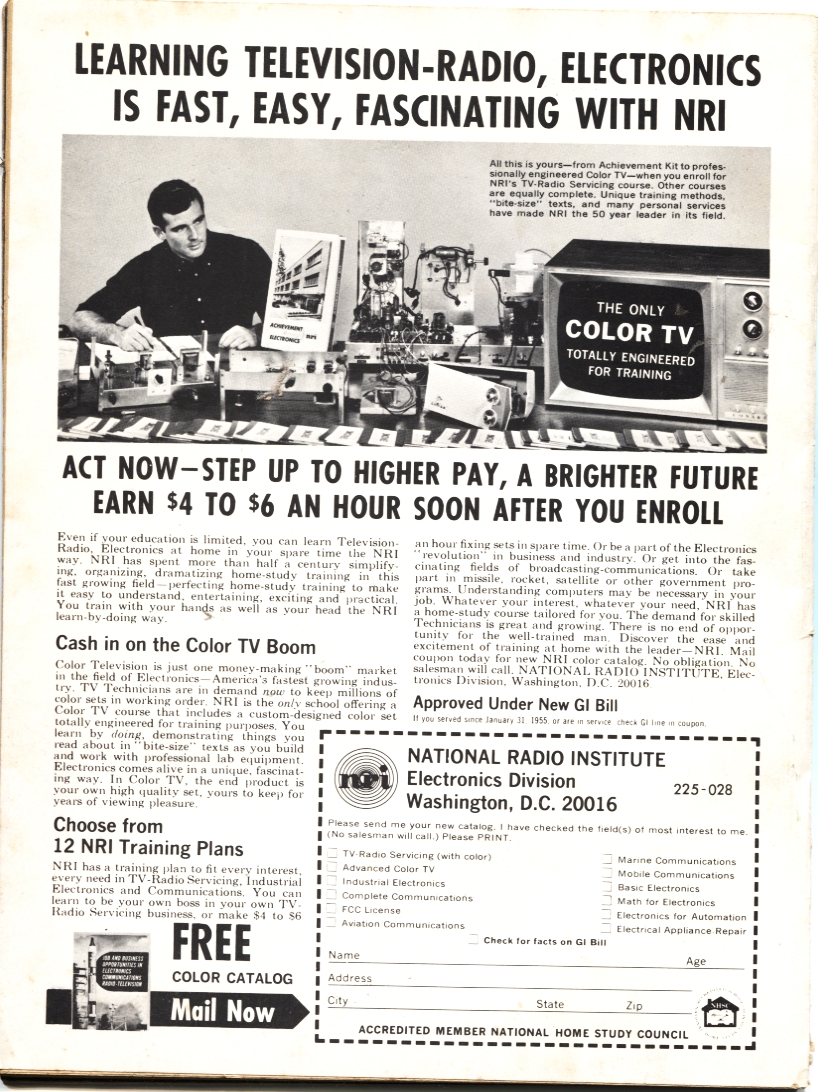 LEARNING TELEVISION-RADIO, ELECTRONICS
IS FAST, EASY, FASCINATING WITH NRI
All this is yours—from Achievement Kit to profes-
sionally engineered Color TV—when you enroll for
NRI's TV-Radio Servicing course. Other courses
are equally complete. Unique training methods,
"bite-size" texts, and many personal services
have made NRI the 50 year leader in its field.
ACHIEVEMENT
ELECTRONICS
THE ONLY
COLOR TV
TOTALLY ENGINEERED
FOR TRAINING
ACT NOW—STEP UP TO HIGHER PAY, A BRIGHTER FUTURE
EARN $4 TO $6 AN HOUR SOON AFTER YOU ENROLL
Even if your education is limited, you can learn Television-
Radio, Electronics at home in your spare time the NRI
way. NRI has spent more than half a century simplify-
ing, organizing, dramatizing home-study training in this
fast growing field—perfecting home-study training to make
it easy to understand, entertaining, exciting and practical.
You train with your hands as well as your head the NRI
learn-by-doing way.
Cash in on the Color TV Boom
Color Television is just one money-making "boom" market
in the field of Electronics—America's fastest growing indus-
try. TV Technicians are in demand now to keep millions of
color sets in working order. NRI is the only school offering a
Color TV course that includes a custom-designed color set
totally engineered for training purposes. You
learn by doing, demonstrating things you
read about in "bite-size" texts as you build
and work with professional lab equipment.
Electronics comes alive in a unique, fascinat-
ing way. In Color TV, the end product is
your own high quality set, yours to keep for
years of viewing pleasure.
Choose from
12 NRI Training Plans
NRI has a training plan to fit every interest,
every need in TV-Radio Servicing, Industrial
Electronics and Communications. You can
learn to be your own boss in your own TV-
Radio Servicing business, or make $4 to $6
an hour fixing sets in spare time. Or be a part of the Electronics
"revolution" in business and industry. Or get into the fas-
cinating fields of broadcasting-communications. Or take
part in missile, rocket, satellite or other government pro-
grams. Understanding computers may be necessary in your
job. Whatever your interest, whatever your need, NRI has
a home-study course tailored for you. The demand for skilled
Technicians is great and growing. There is no end of oppor-
tunity for the well-trained man. Discover the ease and
excitement of training at home with the leader—NRI. Mail
coupon today for new NRI color catalog. No obligation. No
salesman will call. NATIONAL RADIO INSTITUTE, Elec-
tronics Division, Washington, D.C. 20016
Approved Under New GI Bill
If you served since January 31, 1955, or are in service, check GI line in coupon.
JOB AND BUSINESS
OPPORTUNITIES IN
ELECTRONICS
COMMUNICATIONS
RADIO-TELEVISION
FREE
COLOR CATALOG
Mail Now
nri
NATIONAL RADIO INSTITUTE
Electronics Division
Washington, D.C. 20016
225-028
Please send me your new catalog. I have checked the field(s) of most interest to me.
(No salesman will call.) Please PRINT.
TV-Radio Servicing (with color)
Advanced Color TV
Industrial Electronics
Complete Communications
FCC License
Aviation Communications
Marine Communications
Mobile Communications
Basic Electronics
Math for Electronics
Electronics for Automation
Electrical Appliance Repair
Check for facts on GI Bill
Name Age
Address
City State Zip
ACCREDITED MEMBER NATIONAL HOME STUDY COUNCIL
NHSC